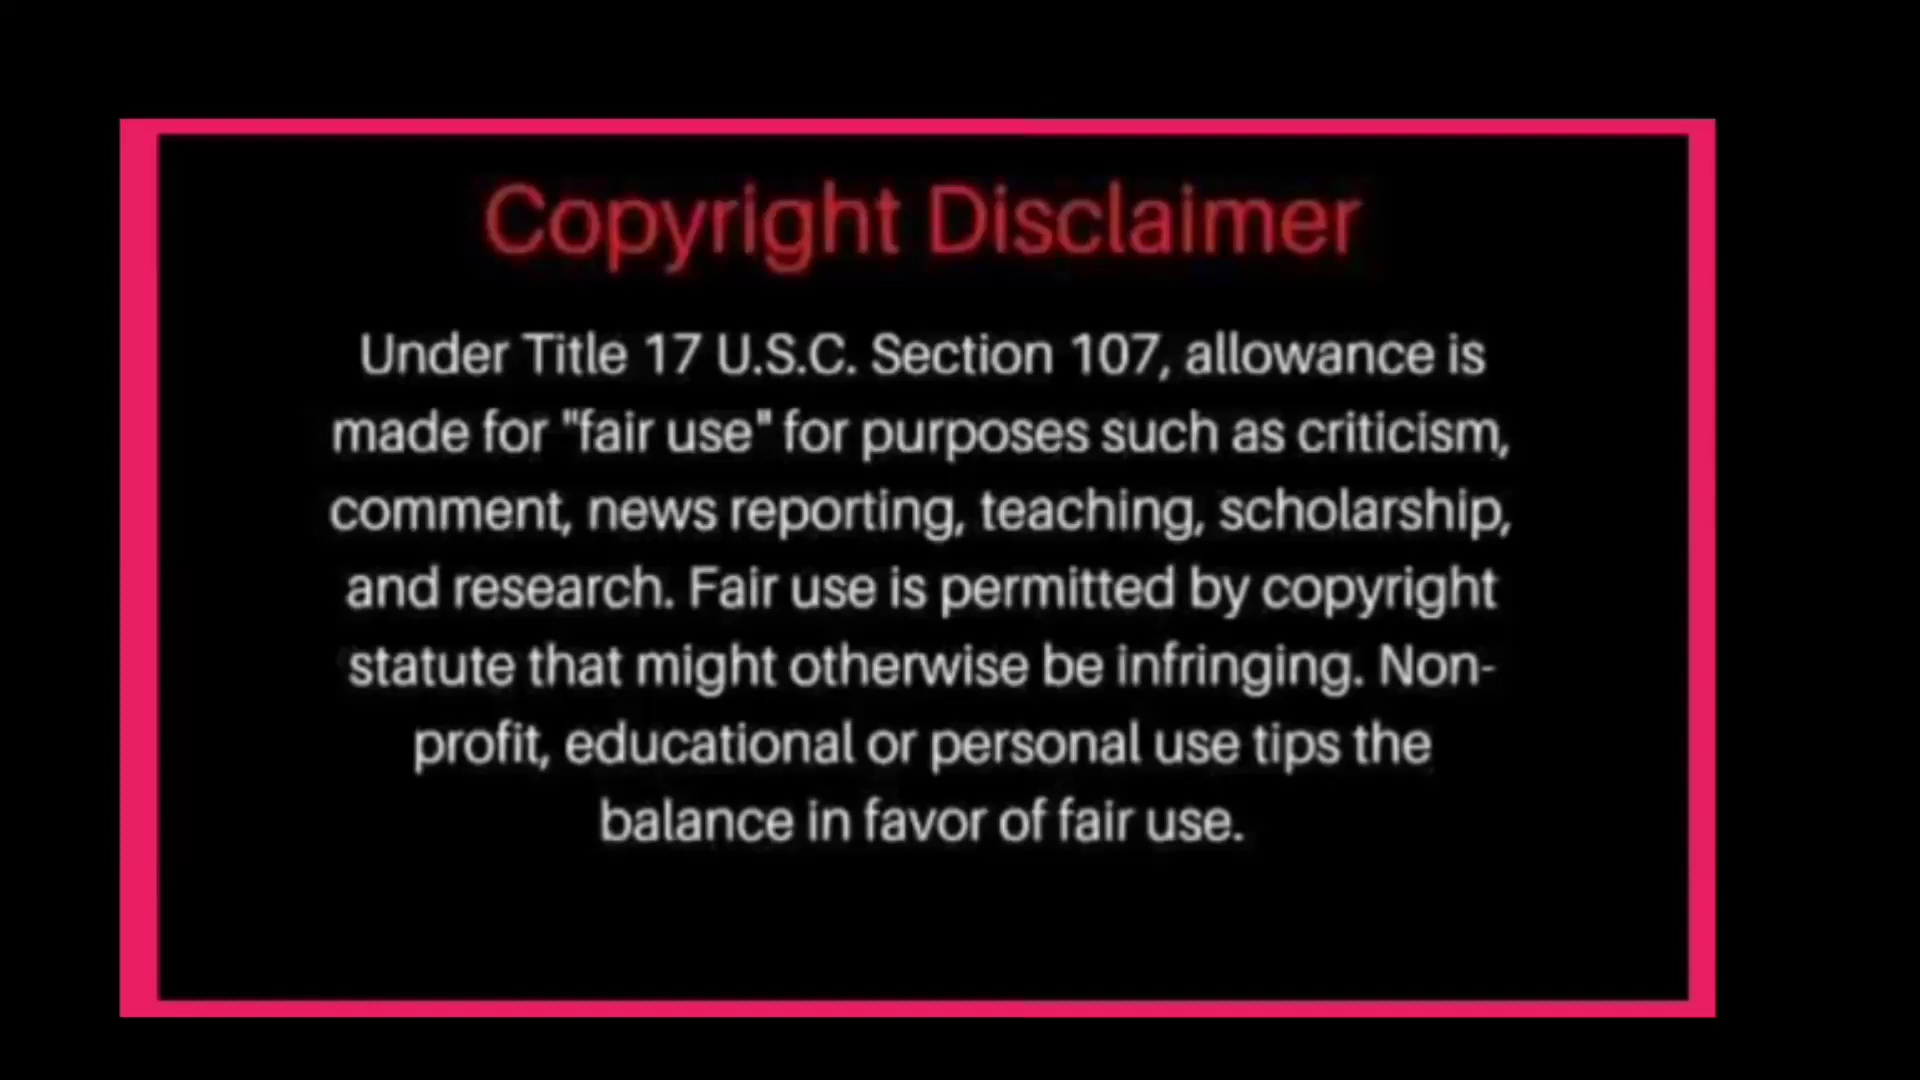 Copyright Disclaimer
Under Title 17 U.S.C. Section 107, allowance is
made for "fair use" for purposes such as criticism,
comment, news reporting, teaching, scholarship,
and research. Fair use is permitted by copyright
statute that might otherwise be infringing. Non-
profit, educational or personal use tips the
balance in favor of fair use.